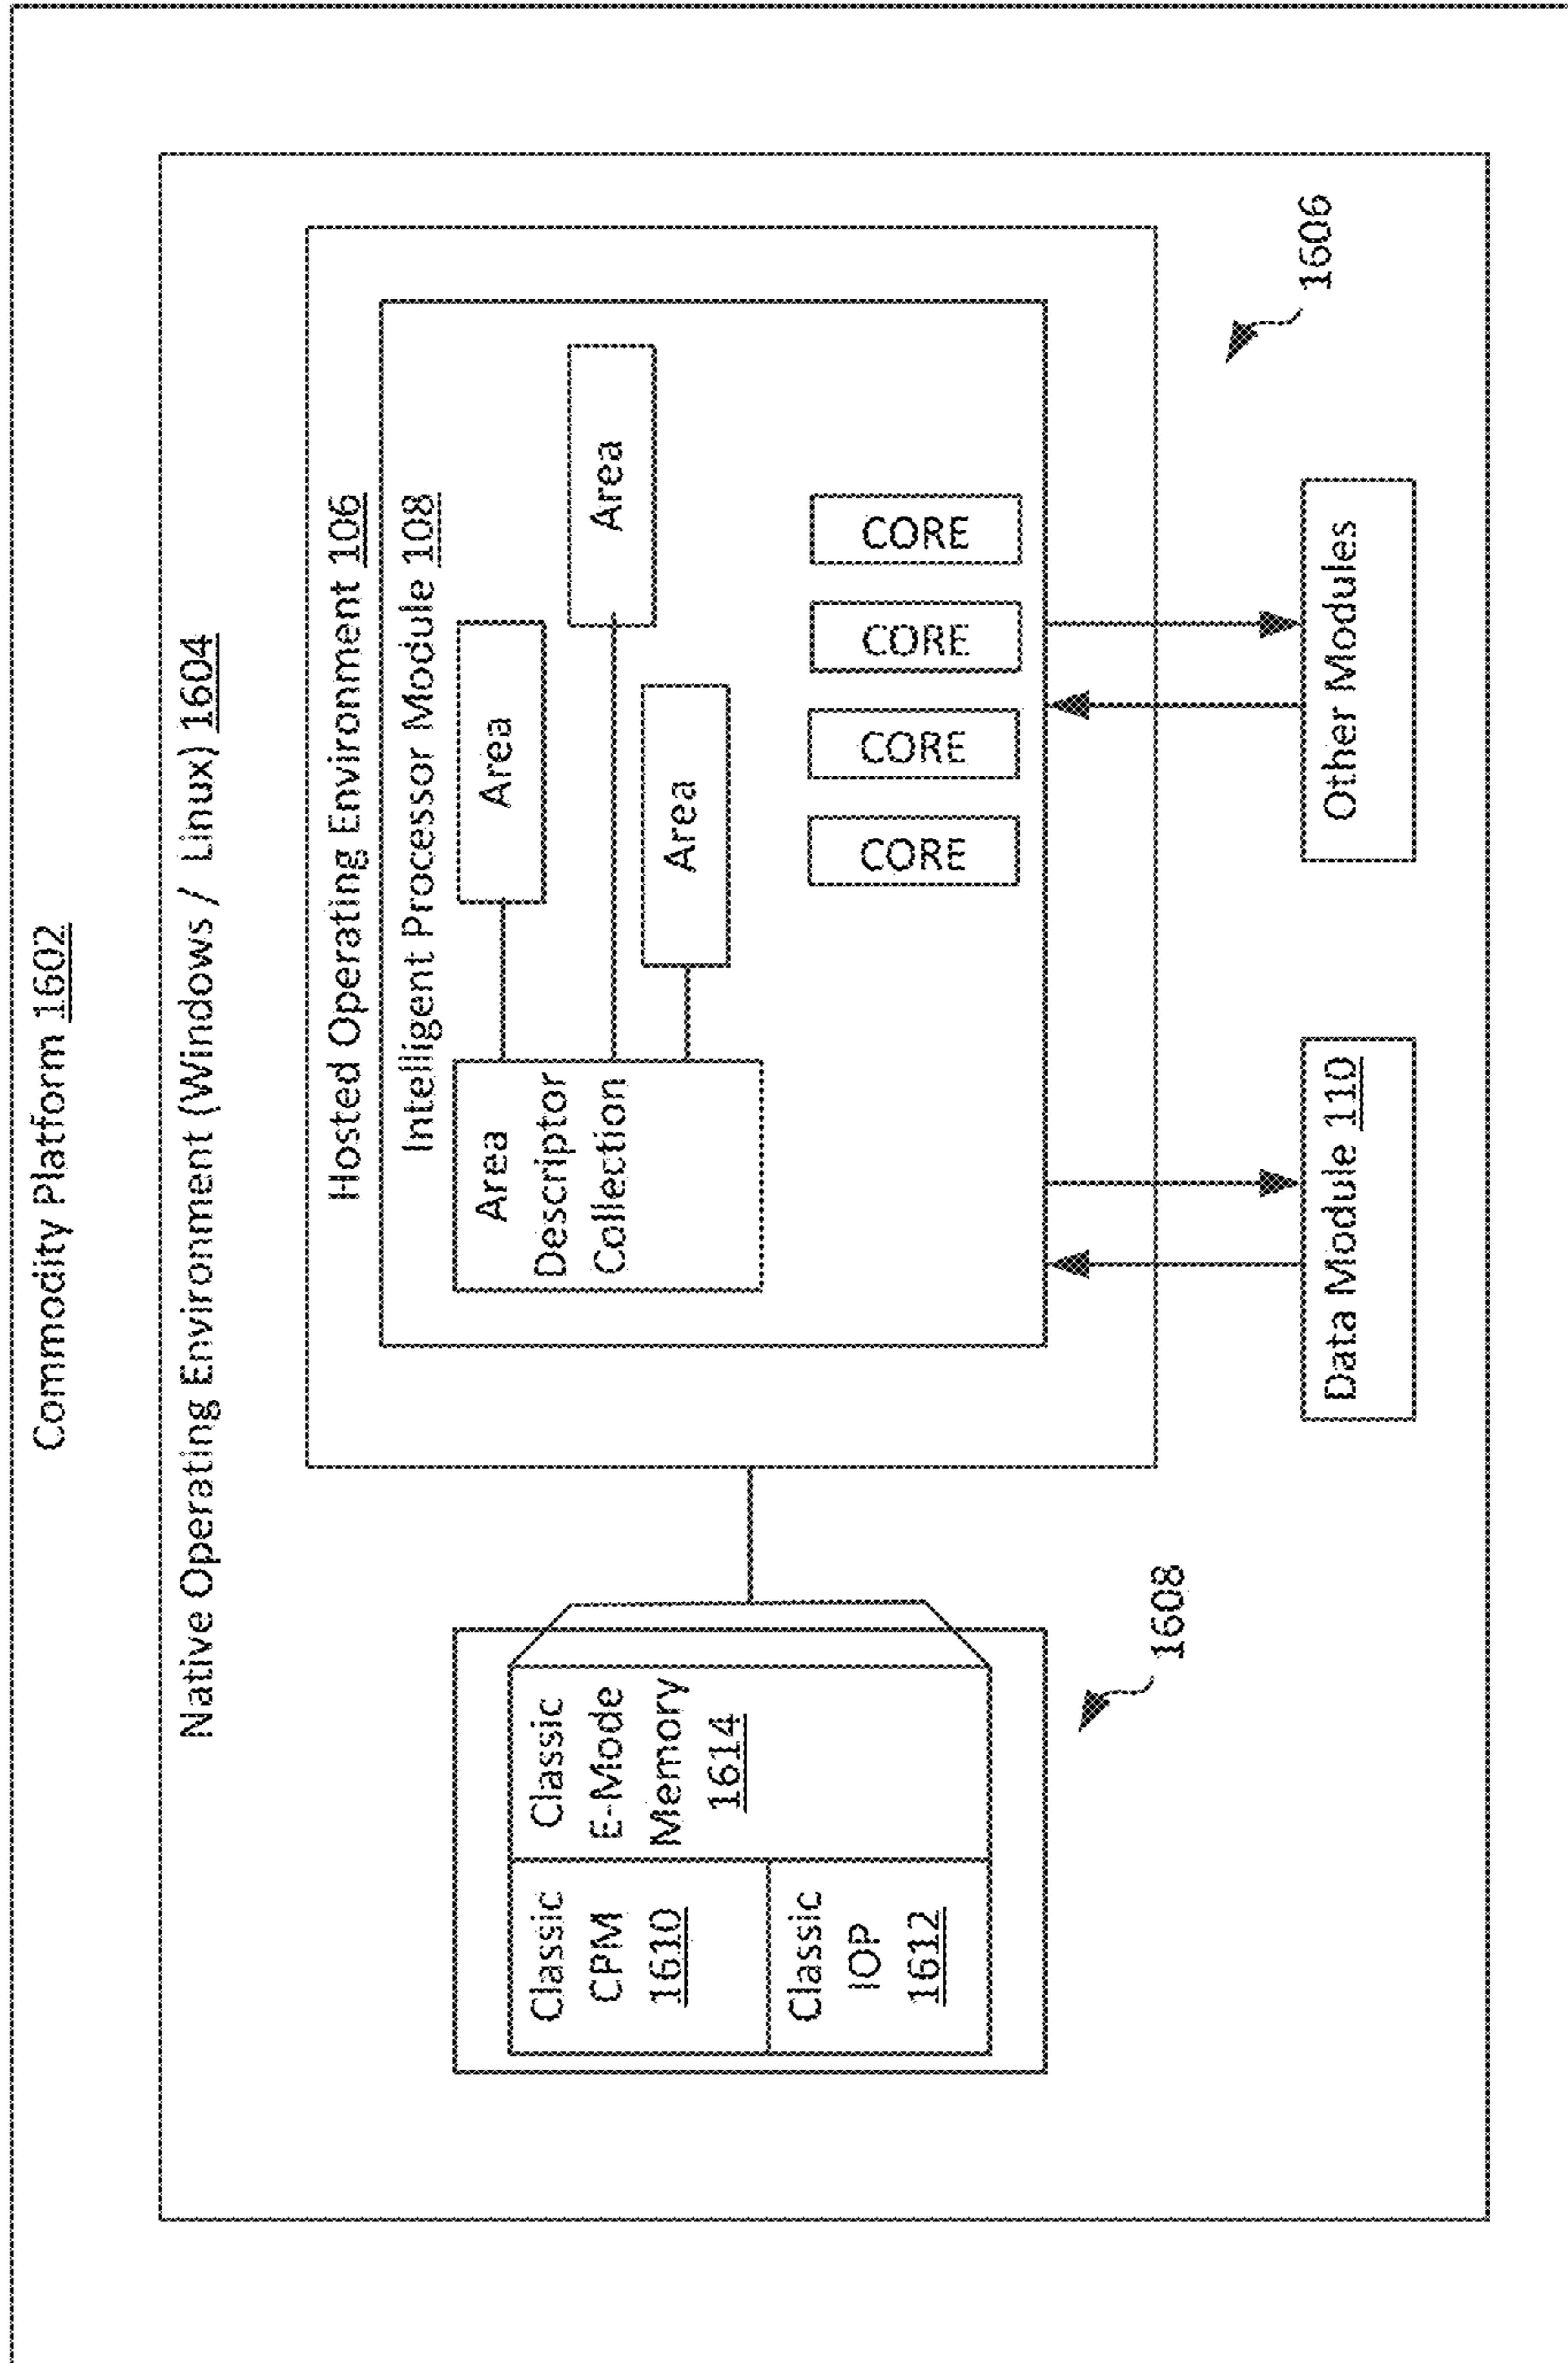 Commodity Platform 1602
Native Operating Environment (Windows / Linux) 1604
Hosted Operating Environment 106
Intelligent Processor Module 108
Area
Descriptor
Collection
Area
Area
Area
CORE
CORE
CORE
CORE
Classic
CPM
1610
Classic
IOP
1612
Classic
E-Mode
Memory
1614
1608
Data Module 110
Other Modules
1606